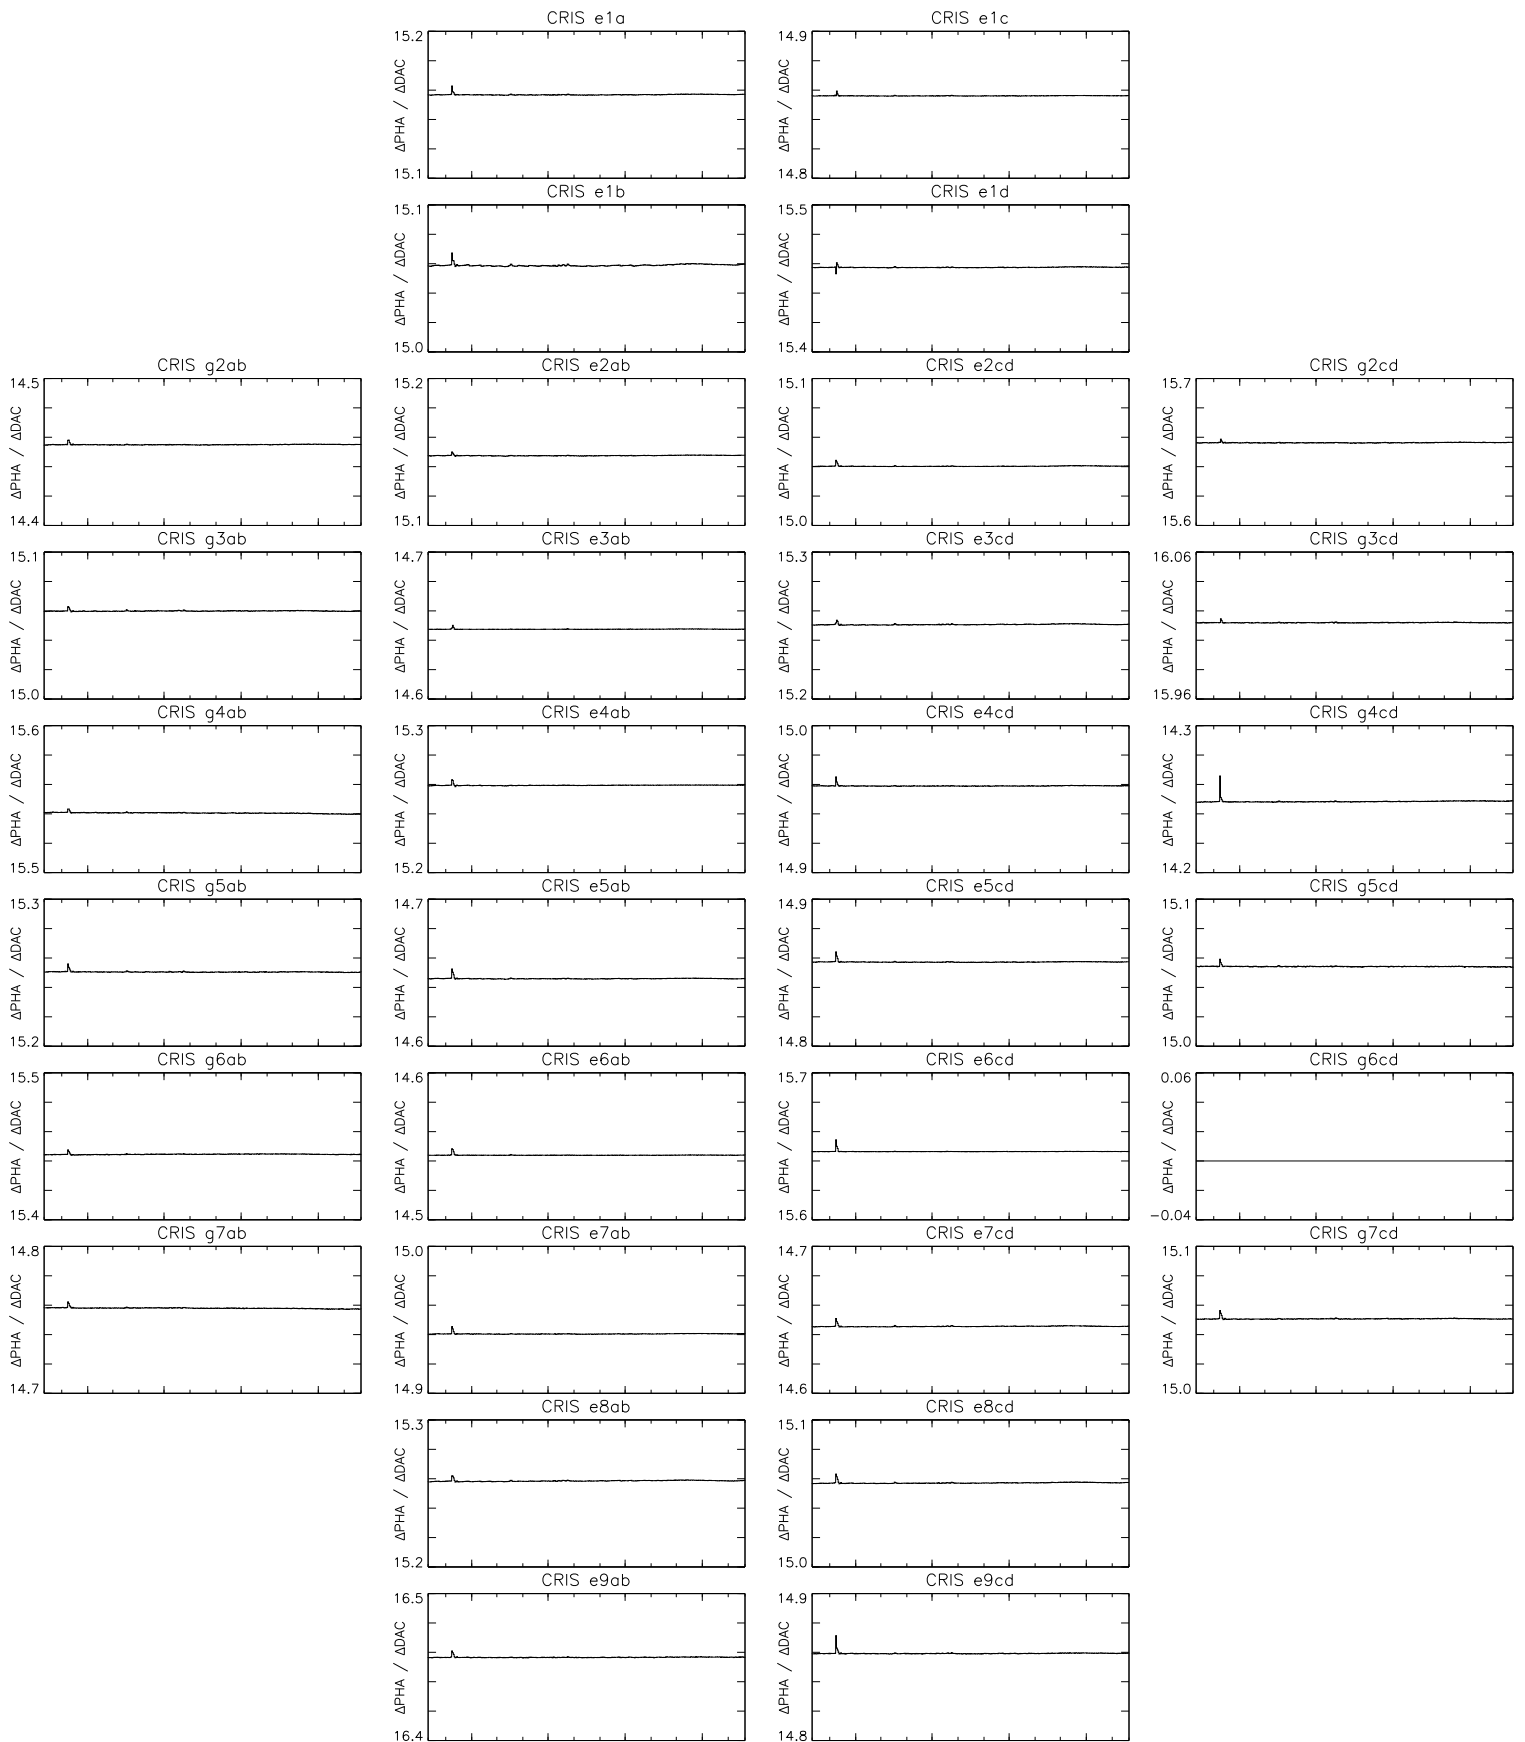 CRIS e1a
15.2
ΔPHA / ΔDAC
15.1
CRIS e1c
14.9
ΔPHA / ΔDAC
14.8
CRIS e1b
15.1
ΔPHA / ΔDAC
15.0
CRIS e1d
15.5
ΔPHA / ΔDAC
15.4
CRIS g2ab
14.5
ΔPHA / ΔDAC
14.4
CRIS e2ab
15.2
ΔPHA / ΔDAC
15.1
CRIS e2cd
15.1
ΔPHA / ΔDAC
15.0
CRIS g2cd
15.7
ΔPHA / ΔDAC
15.6
CRIS g3ab
15.1
ΔPHA / ΔDAC
15.0
CRIS e3ab
14.7
ΔPHA / ΔDAC
14.6
CRIS e3cd
15.3
ΔPHA / ΔDAC
15.2
CRIS g3cd
16.06
ΔPHA / ΔDAC
15.96
CRIS g4ab
15.6
ΔPHA / ΔDAC
15.5
CRIS e4ab
15.3
ΔPHA / ΔDAC
15.2
CRIS e4cd
15.0
ΔPHA / ΔDAC
14.9
CRIS g4cd
14.3
ΔPHA / ΔDAC
14.2
CRIS g5ab
15.3
ΔPHA / ΔDAC
15.2
CRIS e5ab
14.7
ΔPHA / ΔDAC
14.6
CRIS e5cd
14.9
ΔPHA / ΔDAC
14.8
CRIS g5cd
15.1
ΔPHA / ΔDAC
15.0
CRIS g6ab
15.5
ΔPHA / ΔDAC
15.4
CRIS e6ab
14.6
ΔPHA / ΔDAC
14.5
CRIS e6cd
15.7
ΔPHA / ΔDAC
15.6
CRIS g6cd
0.06
ΔPHA / ΔDAC
−0.04
CRIS g7ab
14.8
ΔPHA / ΔDAC
14.7
CRIS e7ab
15.0
ΔPHA / ΔDAC
14.9
CRIS e7cd
14.7
ΔPHA / ΔDAC
14.6
CRIS g7cd
15.1
ΔPHA / ΔDAC
15.0
CRIS e8ab
15.3
ΔPHA / ΔDAC
15.2
CRIS e8cd
15.1
ΔPHA / ΔDAC
15.0
CRIS e9ab
16.5
ΔPHA / ΔDAC
16.4
CRIS e9cd
14.9
ΔPHA / ΔDAC
14.8